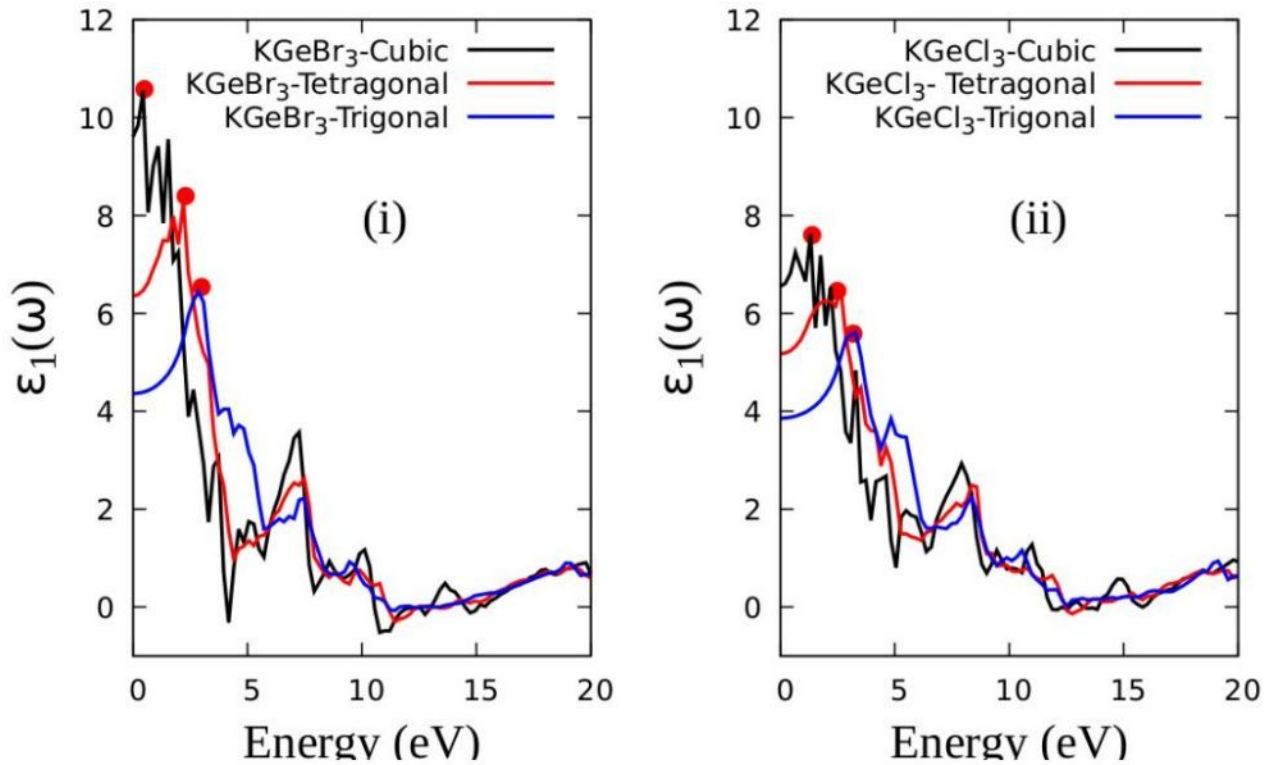 12
10
8
6
4
2
0
ε₁(ω)
KGeBr₃-Cubic
KGeBr₃-Tetragonal
KGeBr₃-Trigonal
(i)
0 5 10 15 20
Energy (eV)
12
10
8
6
4
2
0
ε₁(ω)
KGeCl₃-Cubic
KGeCl₃- Tetragonal
KGeCl₃-Trigonal
(ii)
0 5 10 15 20
Energy (eV)